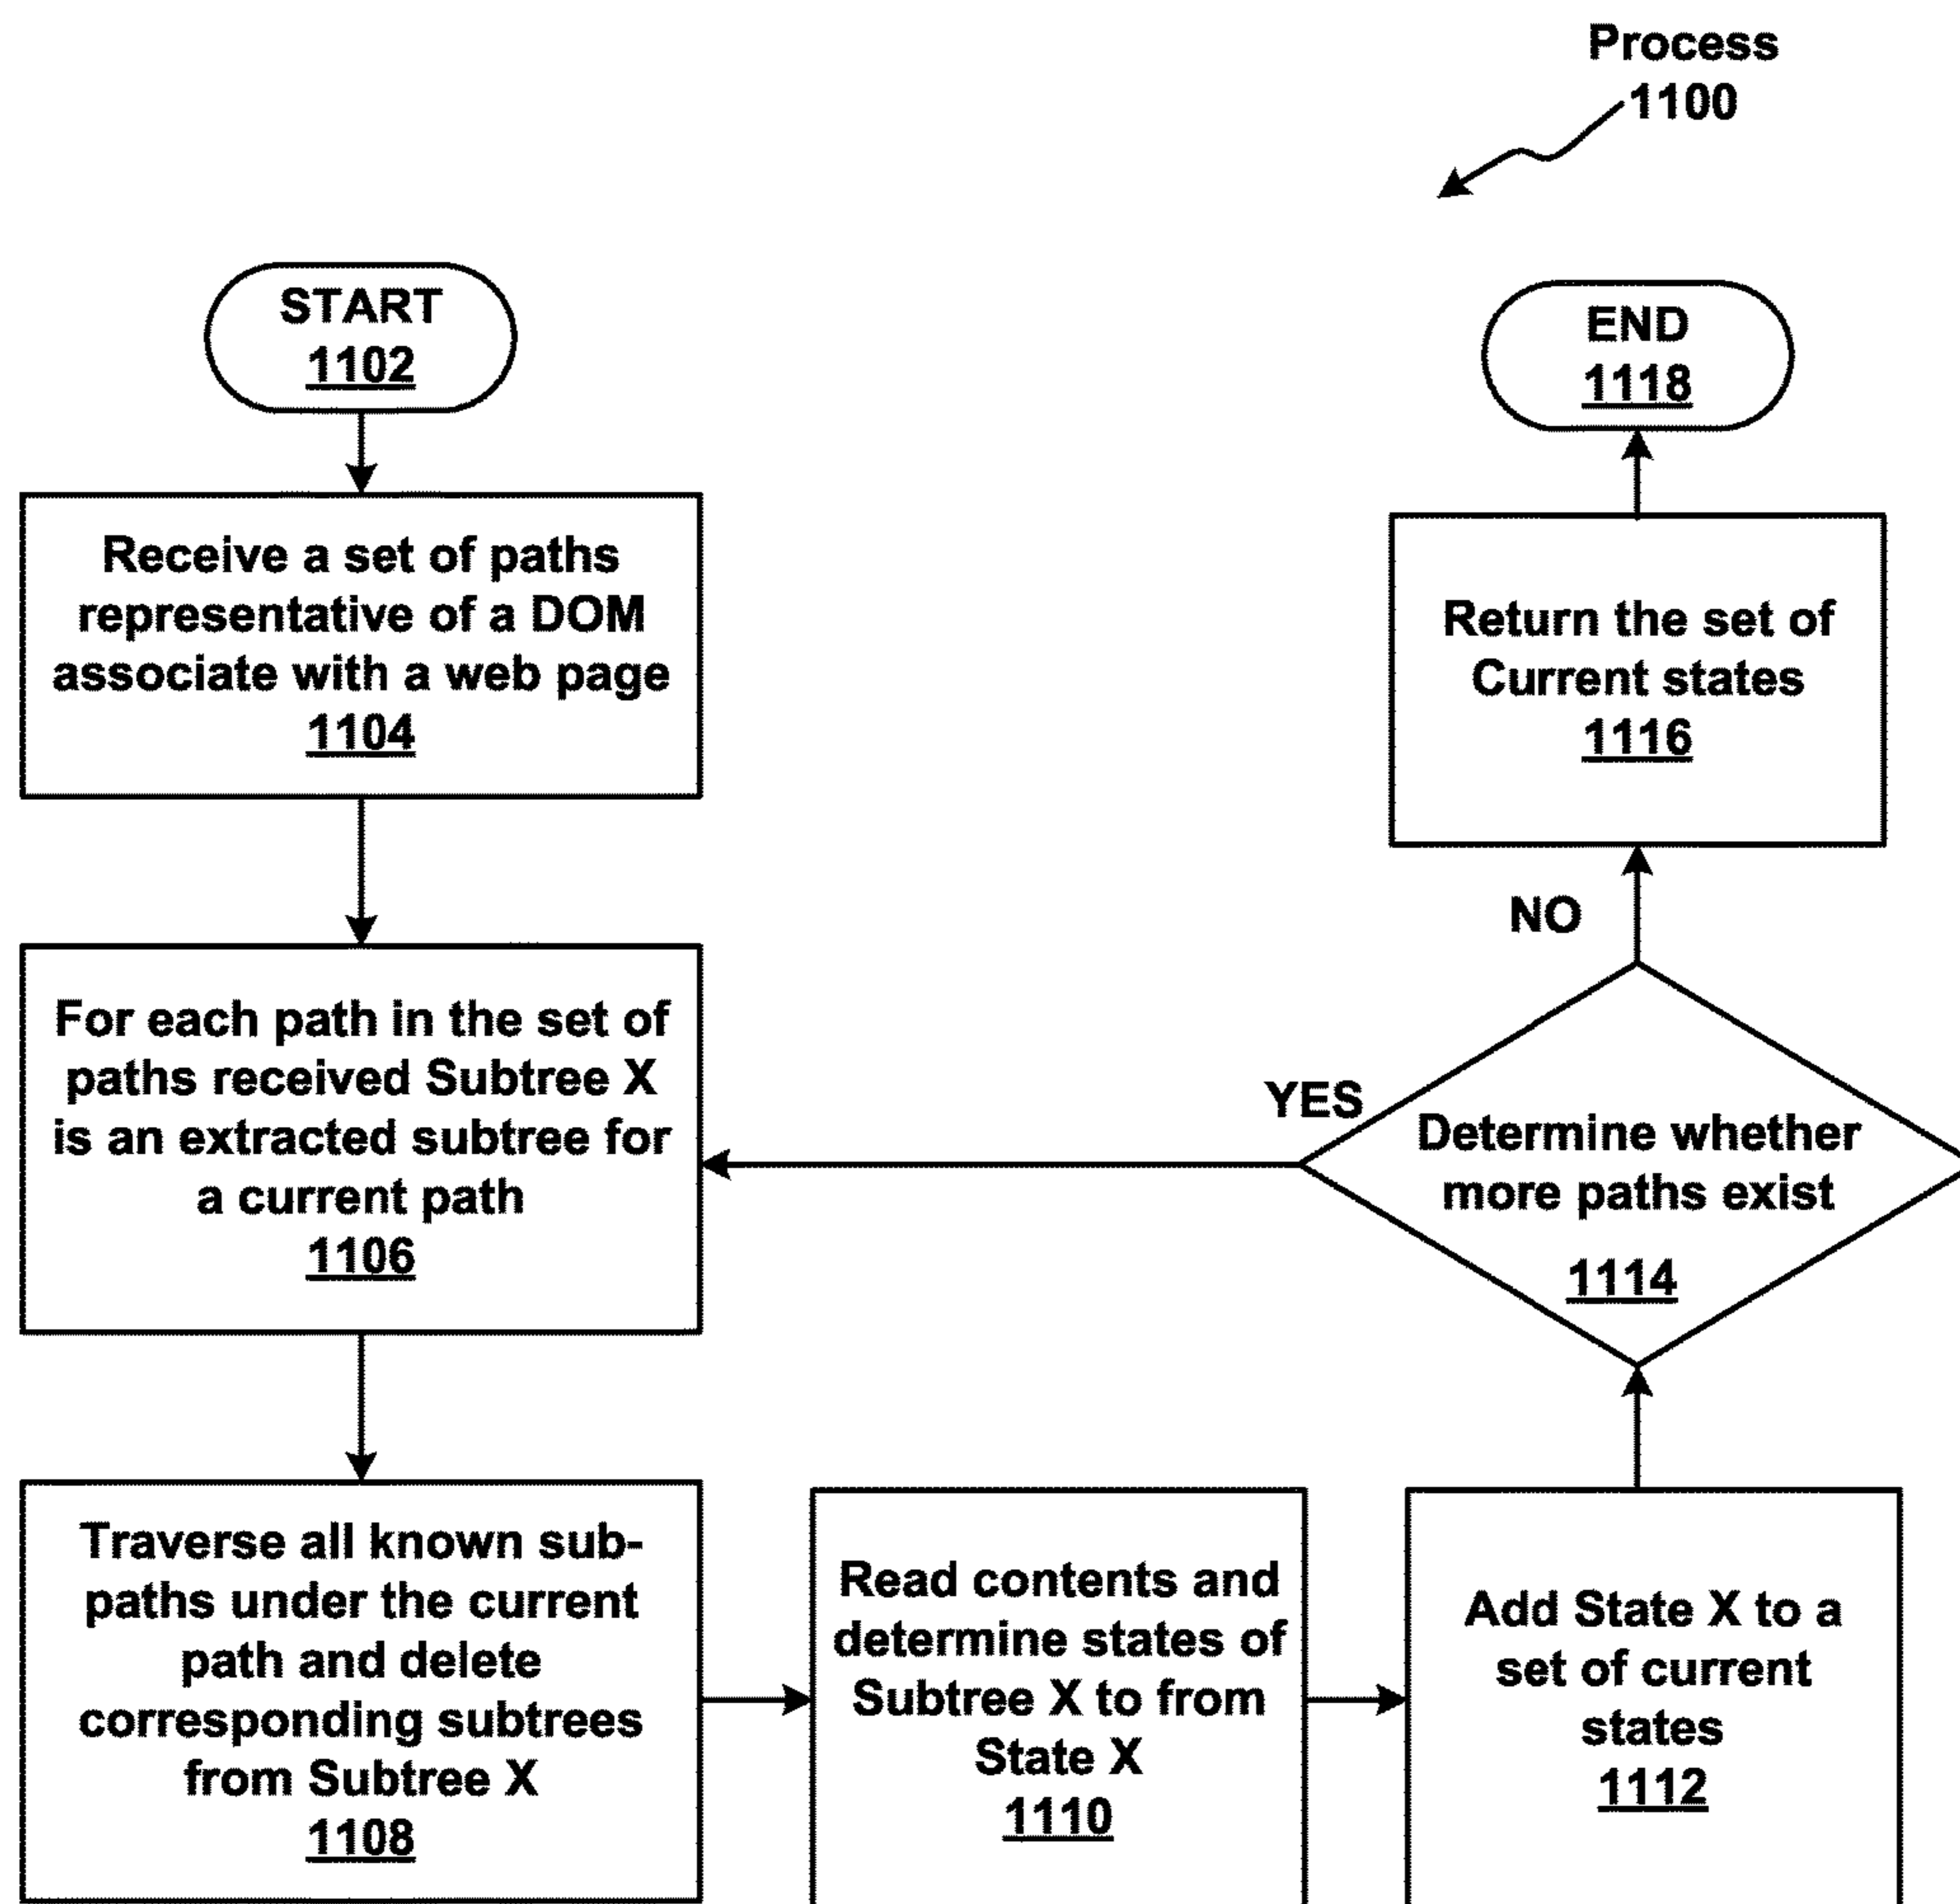 Process
1100
START
1102
Receive a set of paths
representative of a DOM
associate with a web page
1104
For each path in the set of
paths received Subtree X
is an extracted subtree for
a current path
1106
Traverse all known sub-
paths under the current
path and delete
corresponding subtrees
from Subtree X
1108
Read contents and
determine states of
Subtree X to from
State X
1110
Add State X to a
set of current
states
1112
Determine whether
more paths exist
1114
YES
NO
Return the set of
Current states
1116
END
1118